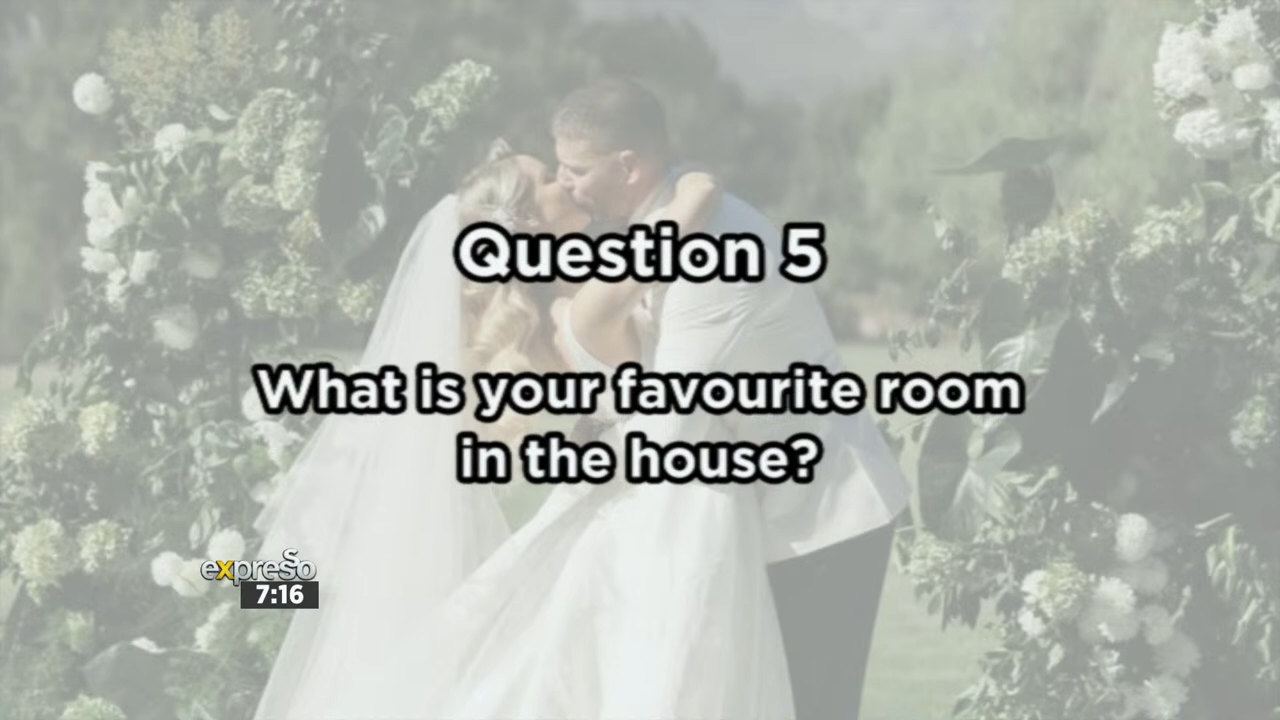 Question 5
What is your favourite room
in the house?
expresso
7:16